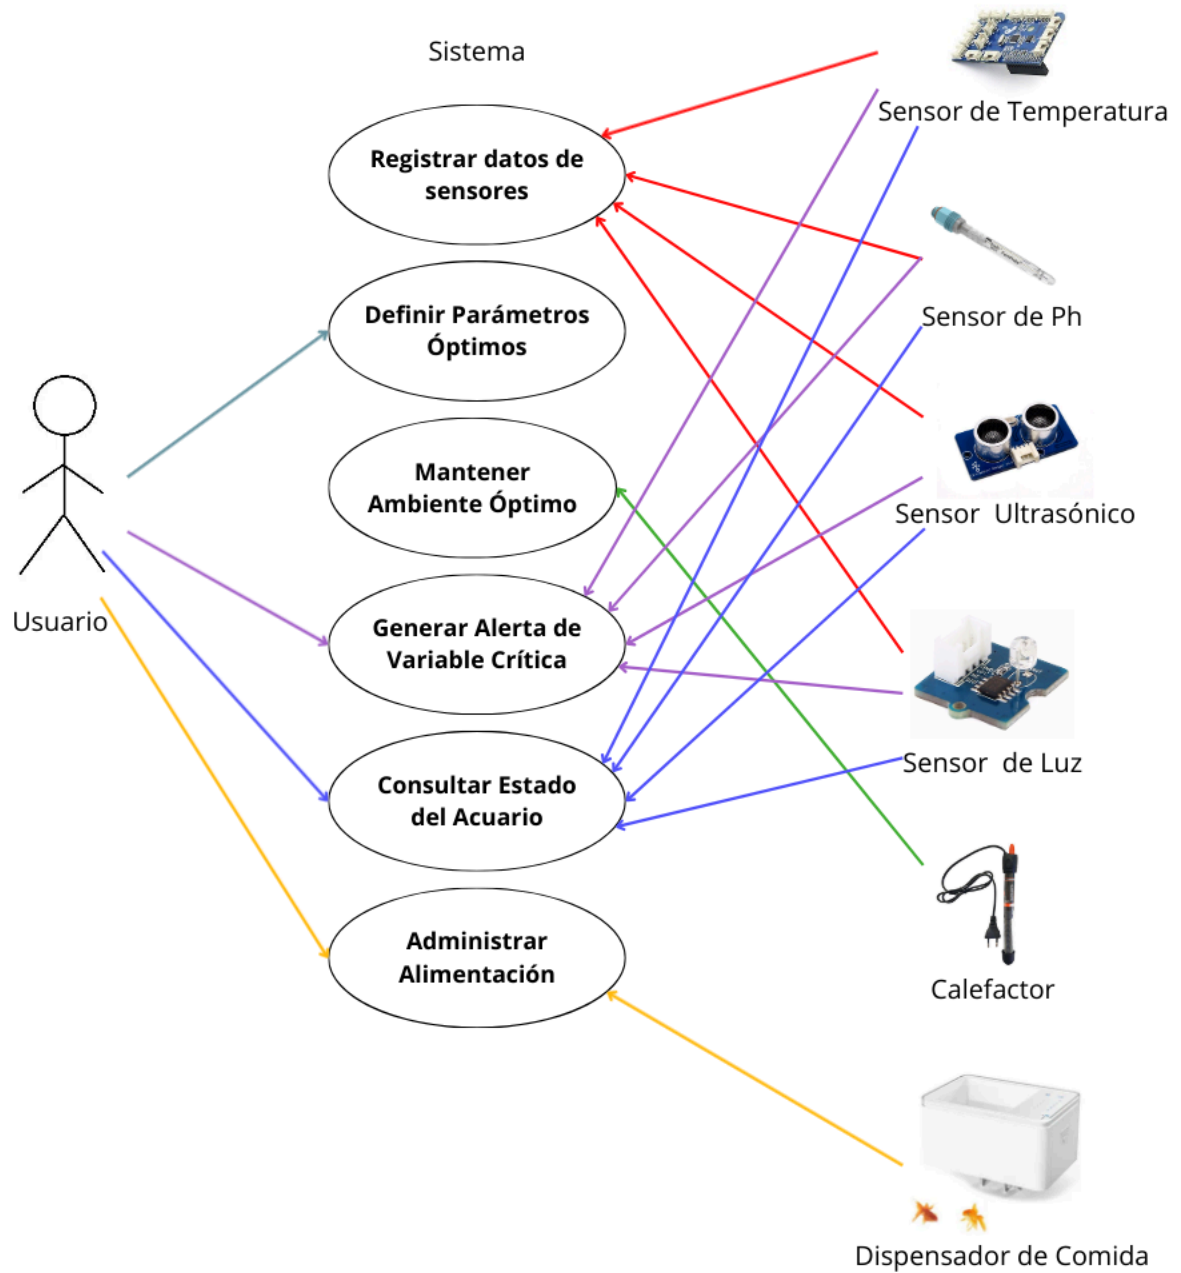 Sistema
Registrar datos de
sensores
Definir Parámetros
Óptimos
Mantener
Ambiente Óptimo
Generar Alerta de
Variable Crítica
Consultar Estado
del Acuario
Administrar
Alimentación
Usuario
Sensor de Temperatura
Sensor de Ph
Sensor Ultrasónico
Sensor de Luz
Calefactor
Dispensador de Comida